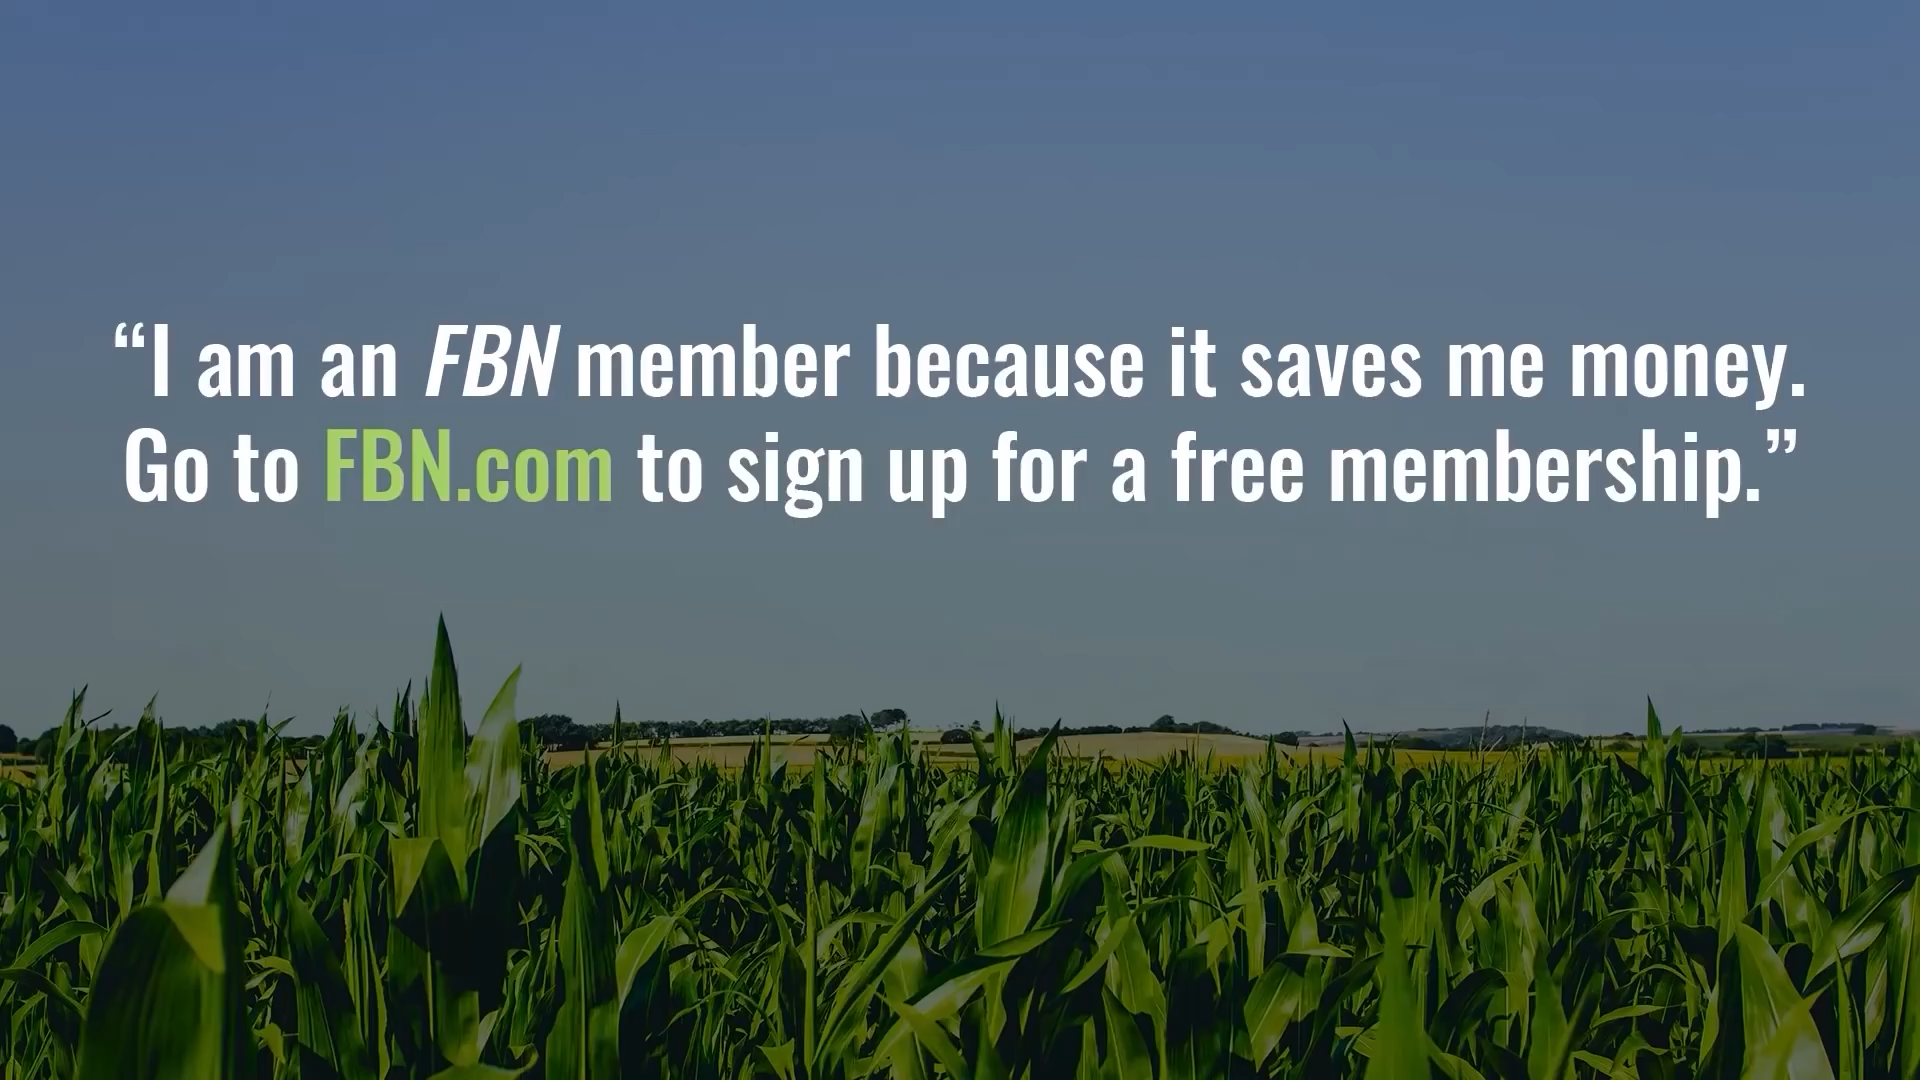 “I am an FBN member because it saves me money.
Go to FBN.com to sign up for a free membership.”